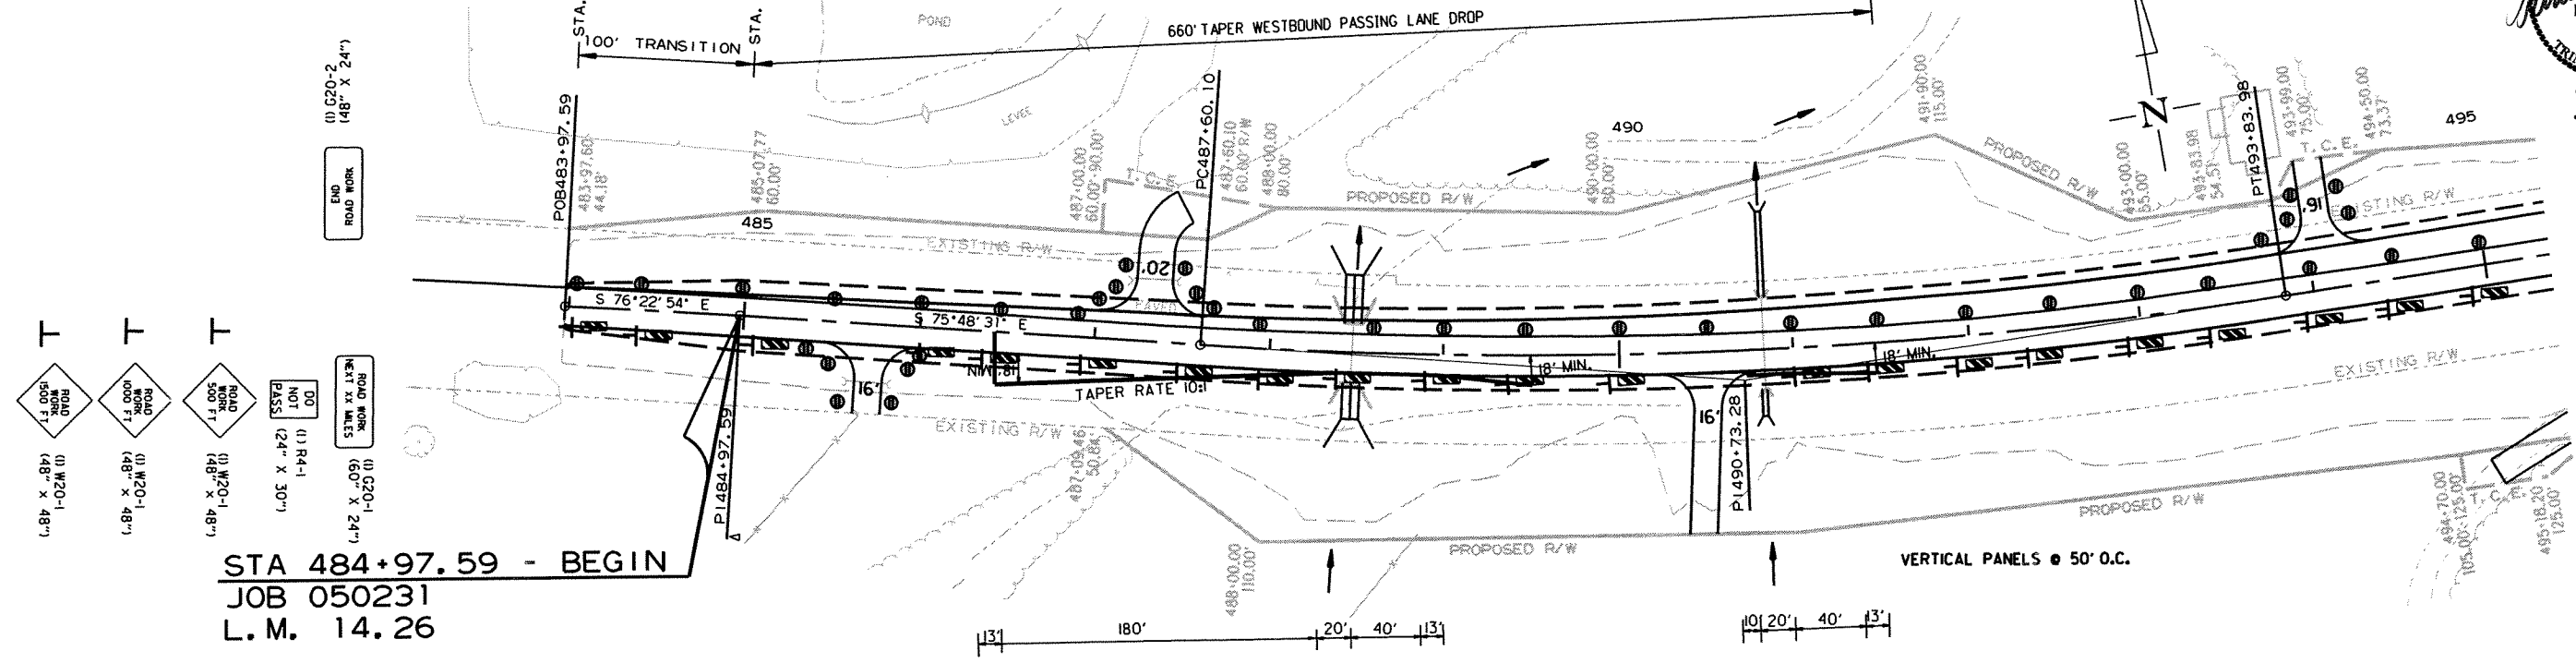 STA.
STA.
100' TRANSITION
660' TAPER WESTBOUND PASSING LANE DROP
POND
LEVEE
(1) G20-2
(48" X 24")
END
ROAD WORK
POB483+97.59
483+97.60
44.18'
485+07.77
60.00'
485
EXISTING R/W
487+00.00
60.00'-90.00'
T.C.E.
PC487+60.10
487+60.10
60.00' R/W
488+00.00
80.00'
PROPOSED R/W
490
490+00.00
80.00'
491+90.00
115.00'
PROPOSED R/W
N
493+00.00
55.00'
493+83.98
54.51'
PT493+83.98
493+99.00
75.00'
T.C.E.
494+50.00
73.37'
495
EXISTING R/W
16'
20'
PAVED
S 76°22'54" E
S 75°48'31" E
18' MIN.
TAPER RATE 10:1
18' MIN.
18' MIN.
16'
16'
EXISTING R/W
EXISTING R/W
PI484+97.59
487+09.46
50.84'
PI490+73.28
PROPOSED R/W
PROPOSED R/W
488+00.00
110.00'
494+70.00
105.00'-125.00'
T.C.E.
495+18.20
125.00'
ROAD
WORK
1500 FT
(1) W20-1
(48" X 48")
ROAD
WORK
1000 FT
(1) W20-1
(48" X 48")
ROAD
WORK
500 FT
(1) W20-1
(48" X 48")
DO
NOT
PASS
(1) R4-1
(24" X 30")
ROAD WORK
NEXT XX MILES
(1) G20-1
(60" X 24")
STA 484+97.59 - BEGIN
JOB 050231
L.M. 14.26
VERTICAL PANELS @ 50' O.C.
13' 180' 20' 40' 13'
10' 20' 40' 13'